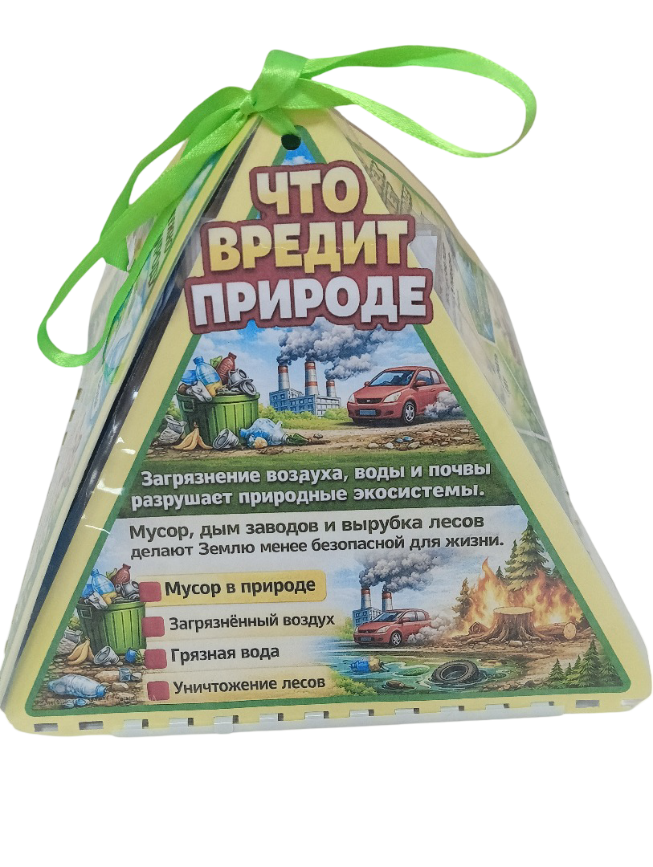 ЧТО
ВРЕДИТ
ПРИРОДЕ
Загрязнение воздуха, воды и почвы
разрушает природные экосистемы.
Мусор, дым заводов и вырубка лесов
делают Землю менее безопасной для жизни.
Мусор в природе
Загрязнённый воздух
Грязная вода
Уничтожение лесов